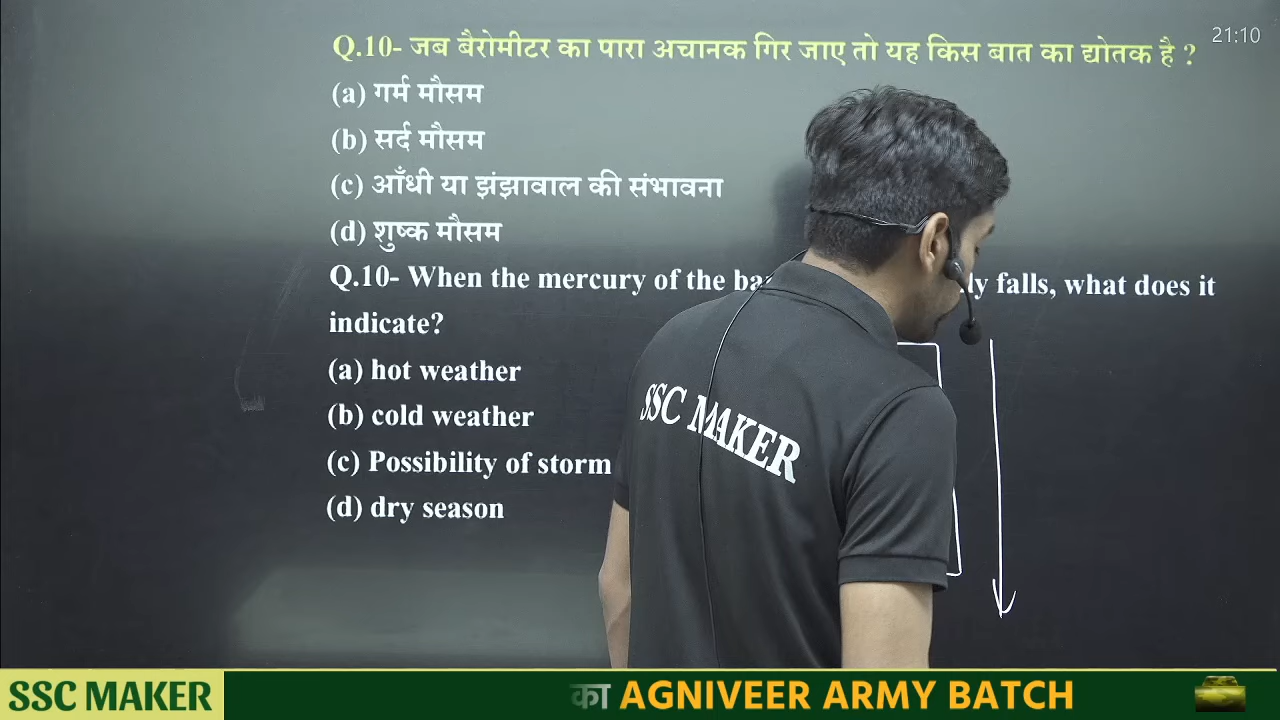 21:10
Q.10- जब बैरोमीटर का पारा अचानक गिर जाए तो यह किस बात का द्योतक है ?
(a) गर्म मौसम
(b) सर्द मौसम
(c) आँधी या झंझावाल की संभावना
(d) शुष्क मौसम
Q.10- When the mercury of the falls, what does it
indicate?
(a) hot weather
(b) cold weather
(c) Possibility of storm
(d) dry season
SSC MAKER
SSC MAKER
का AGNIVEER ARMY BATCH